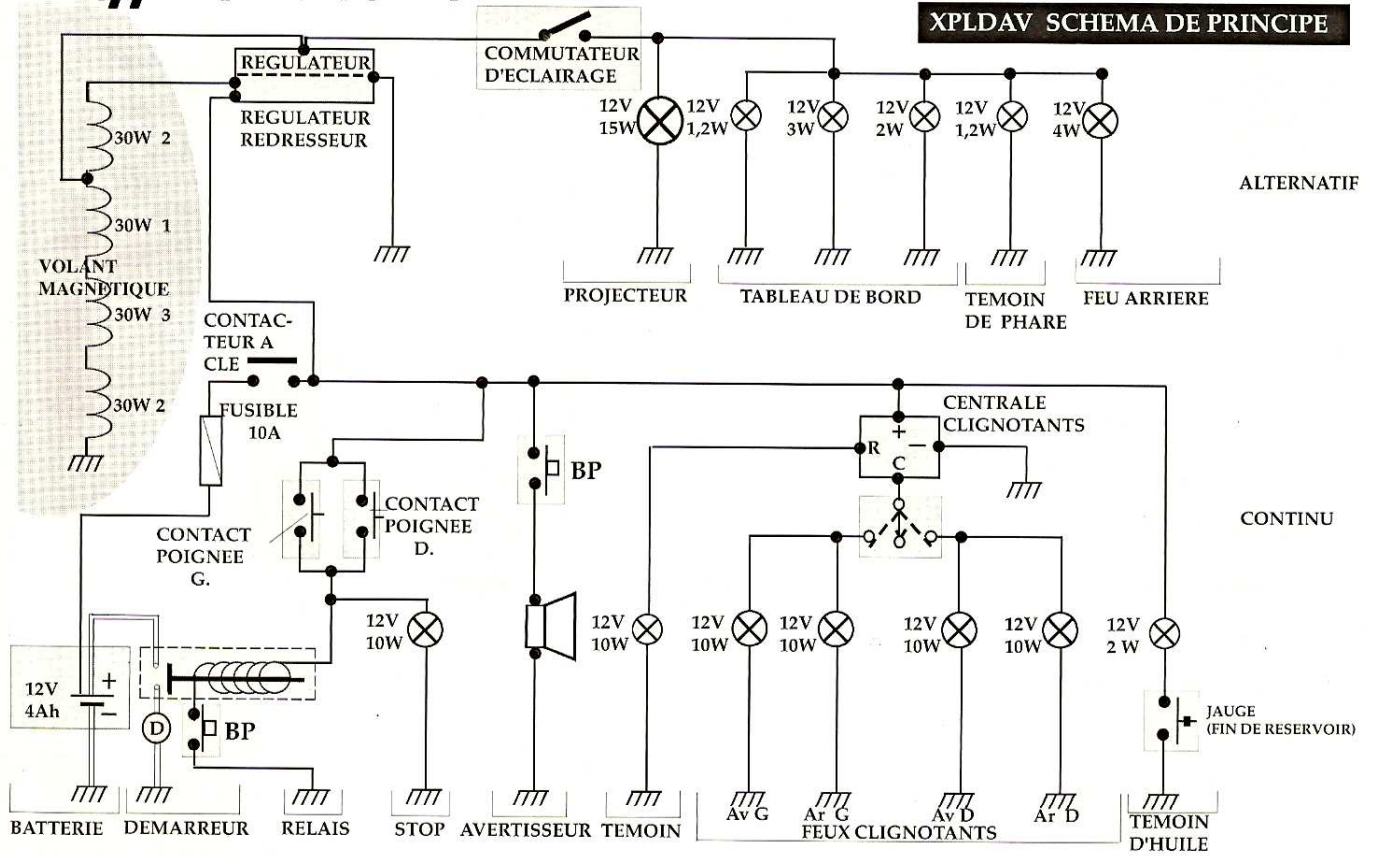 XPLDAV SCHEMA DE PRINCIPE
REGULATEUR
REGULATEUR
REDRESSEUR
COMMUTATEUR
D'ECLAIRAGE
12V
15W
12V
1,2W
12V
3W
12V
2W
12V
1,2W
12V
4W
30W 2
30W 1
VOLANT
MAGNETIQUE
30W 3
30W 2
ALTERNATIF
PROJECTEUR
TABLEAU DE BORD
TEMOIN
DE PHARE
FEU ARRIERE
CONTAC-
TEUR A
CLE
FUSIBLE
10A
CENTRALE
CLIGNOTANTS
+
R
−
C
BP
CONTACT
POIGNEE
G.
CONTACT
POIGNEE
D.
CONTINU
12V
10W
12V
10W
12V
10W
12V
10W
12V
10W
12V
10W
12V
2 W
12V
4Ah
+
−
D
BP
JAUGE
(FIN DE RESERVOIR)
Av G
Ar G
Av D
Ar D
BATTERIE
DEMARREUR
RELAIS
STOP
AVERTISSEUR
TEMOIN
FEUX CLIGNOTANTS
TEMOIN
D'HUILE